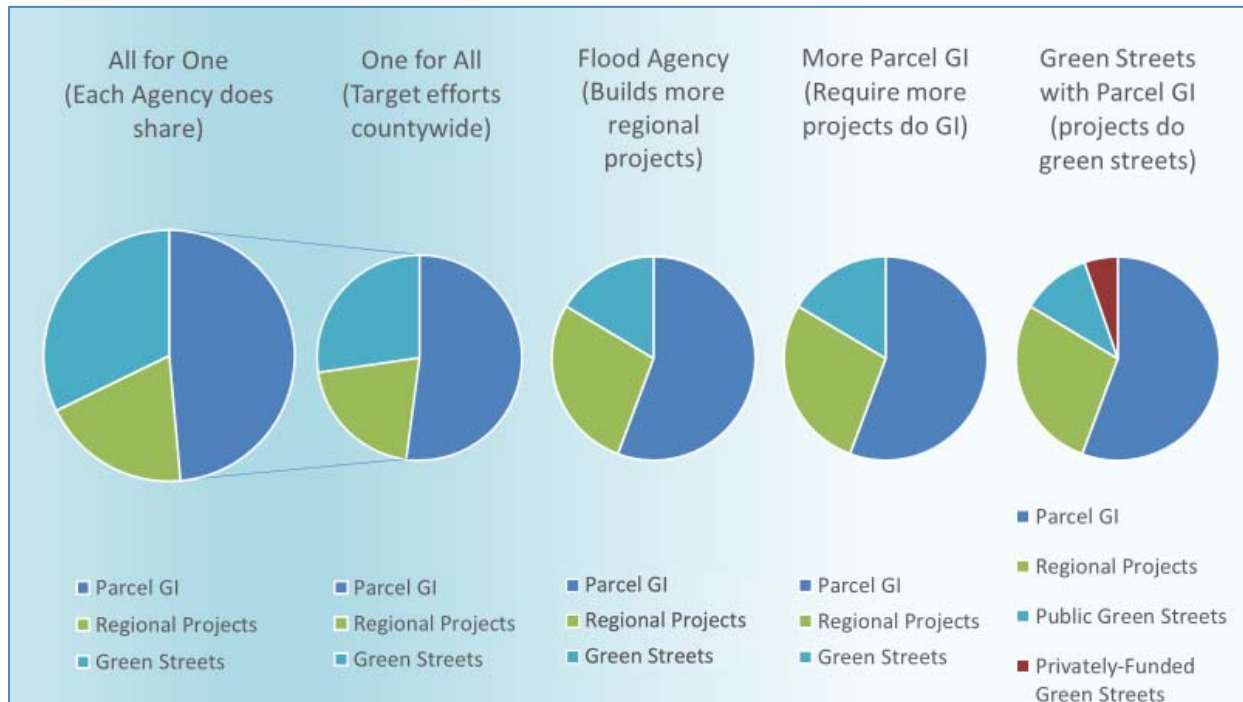 All for One
(Each Agency does
share)
One for All
(Target efforts
countywide)
Flood Agency
(Builds more
regional
projects)
More Parcel GI
(Require more
projects do GI)
Green Streets
with Parcel GI
(projects do
green streets)
Parcel GI
Regional Projects
Green Streets
Parcel GI
Regional Projects
Green Streets
Parcel GI
Regional Projects
Green Streets
Parcel GI
Regional Projects
Green Streets
Parcel GI
Regional Projects
Public Green Streets
Privately-Funded
Green Streets